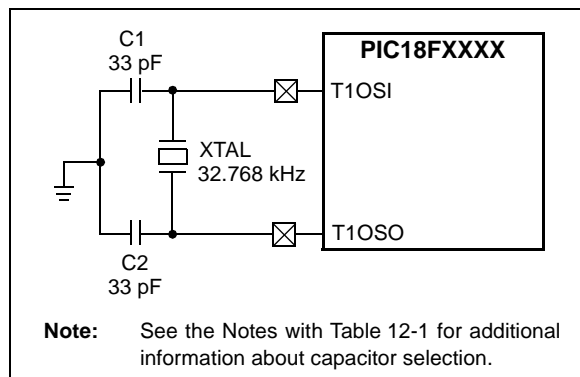 C1
33 pF
PIC18FXXXX
T1OSI
XTAL
32.768 kHz
T1OSO
C2
33 pF
Note: See the Notes with Table 12-1 for additional
information about capacitor selection.